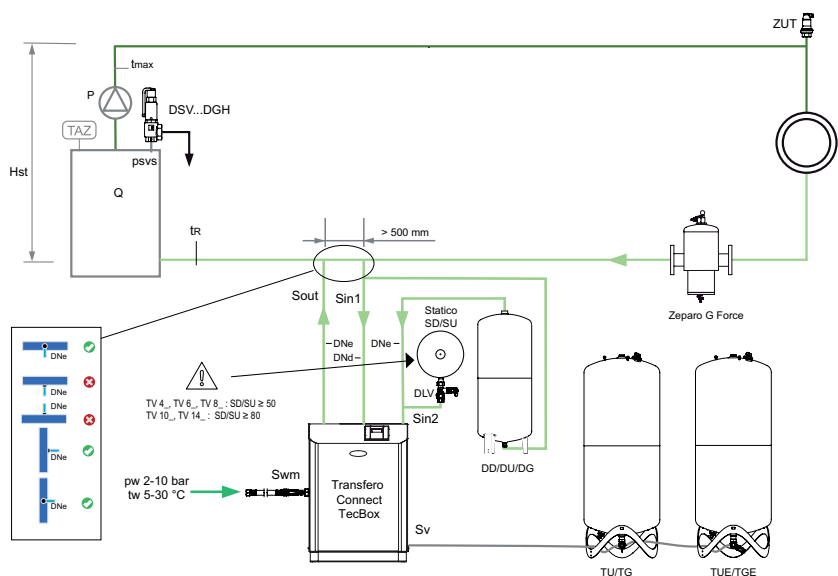 ZUT
tmax
P
DSV...DGH
TAZ
psvs
Hst
Q
tR
> 500 mm
Zeparo G Force
Sout
Sin1
Statico
SD/SU
DNe
DNd
DNe
DLV
Sin2
DNe
DNe
DNe
DNe
DNe
!
TV 4_, TV 6_, TV 8_ : SD/SU ≥ 50
TV 10_, TV 14_ : SD/SU ≥ 80
DD/DU/DG
pw 2-10 bar
tw 5-30 °C
Swm
Transfero
Connect
TecBox
Sv
TU/TG
TUE/TGE